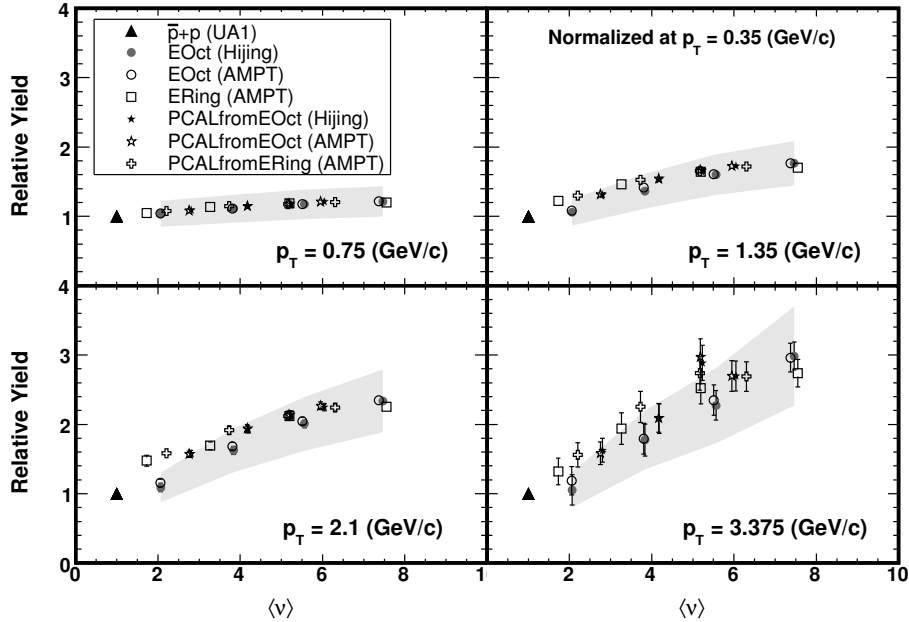 4
3
2
1
Relative Yield
p̅+p (UA1)
EOct (Hijing)
EOct (AMPT)
ERing (AMPT)
PCALfromEOct (Hijing)
PCALfromEOct (AMPT)
PCALfromERing (AMPT)
p_T = 0.75 (GeV/c)
Normalized at p_T = 0.35 (GeV/c)
p_T = 1.35 (GeV/c)
4
3
2
1
0
Relative Yield
p_T = 2.1 (GeV/c)
p_T = 3.375 (GeV/c)
0 2 4 6 8 2 4 6 8 10
⟨ν⟩ ⟨ν⟩